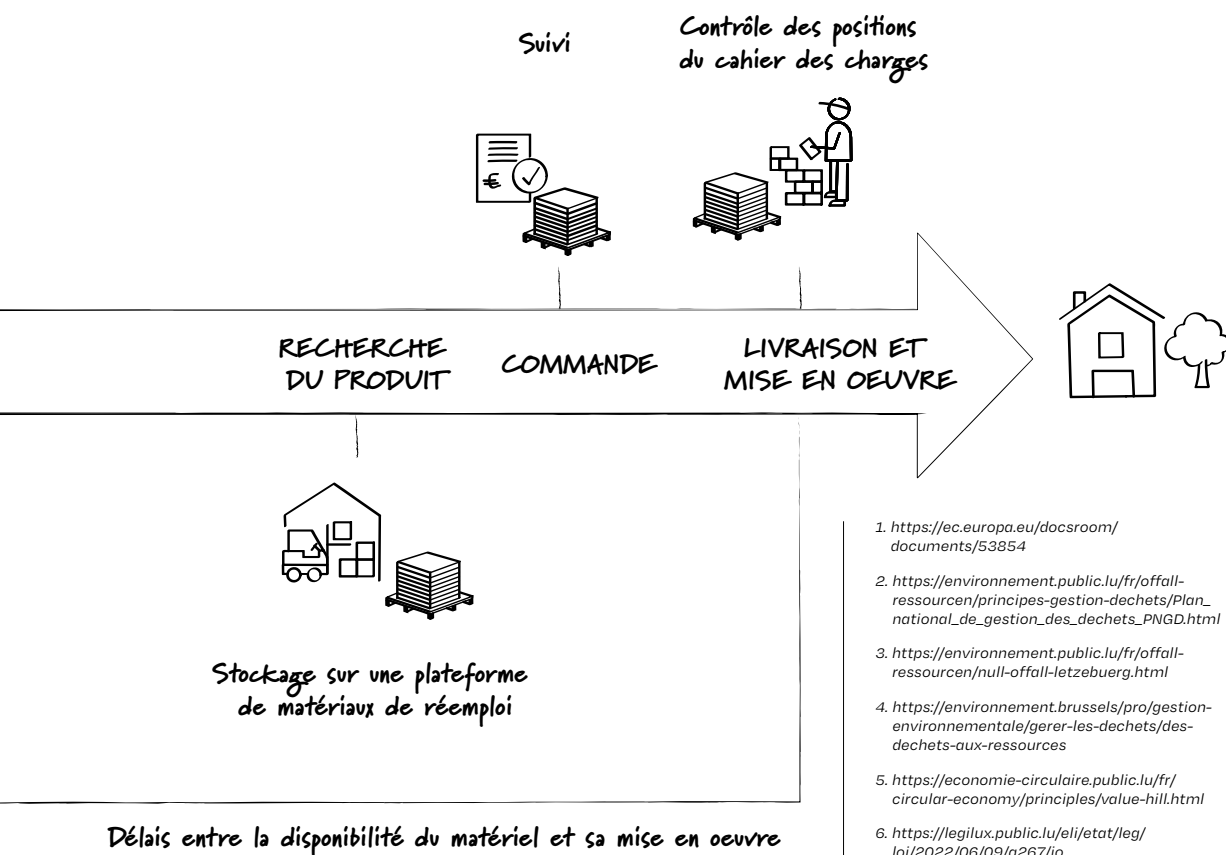 Suivi
Contrôle des positions
du cahier des charges
€
RECHERCHE
DU PRODUIT
COMMANDE
LIVRAISON ET
MISE EN OEUVRE
Stockage sur une plateforme
de matériaux de réemploi
Délais entre la disponibilité du matériel et sa mise en oeuvre
1. https://ec.europa.eu/docsroom/
documents/53854
2. https://environnement.public.lu/fr/offall-
ressourcen/principes-gestion-dechets/Plan_
national_de_gestion_des_dechets_PNGD.html
3. https://environnement.public.lu/fr/offall-
ressourcen/null-offall-letzebuerg.html
4. https://environnement.brussels/pro/gestion-
environnementale/gerer-les-dechets/des-
dechets-aux-ressources
5. https://economie-circulaire.public.lu/fr/
circular-economy/principles/value-hill.html
6. https://legilux.public.lu/eli/etat/leg/
loi/2022/06/09/a267/jo